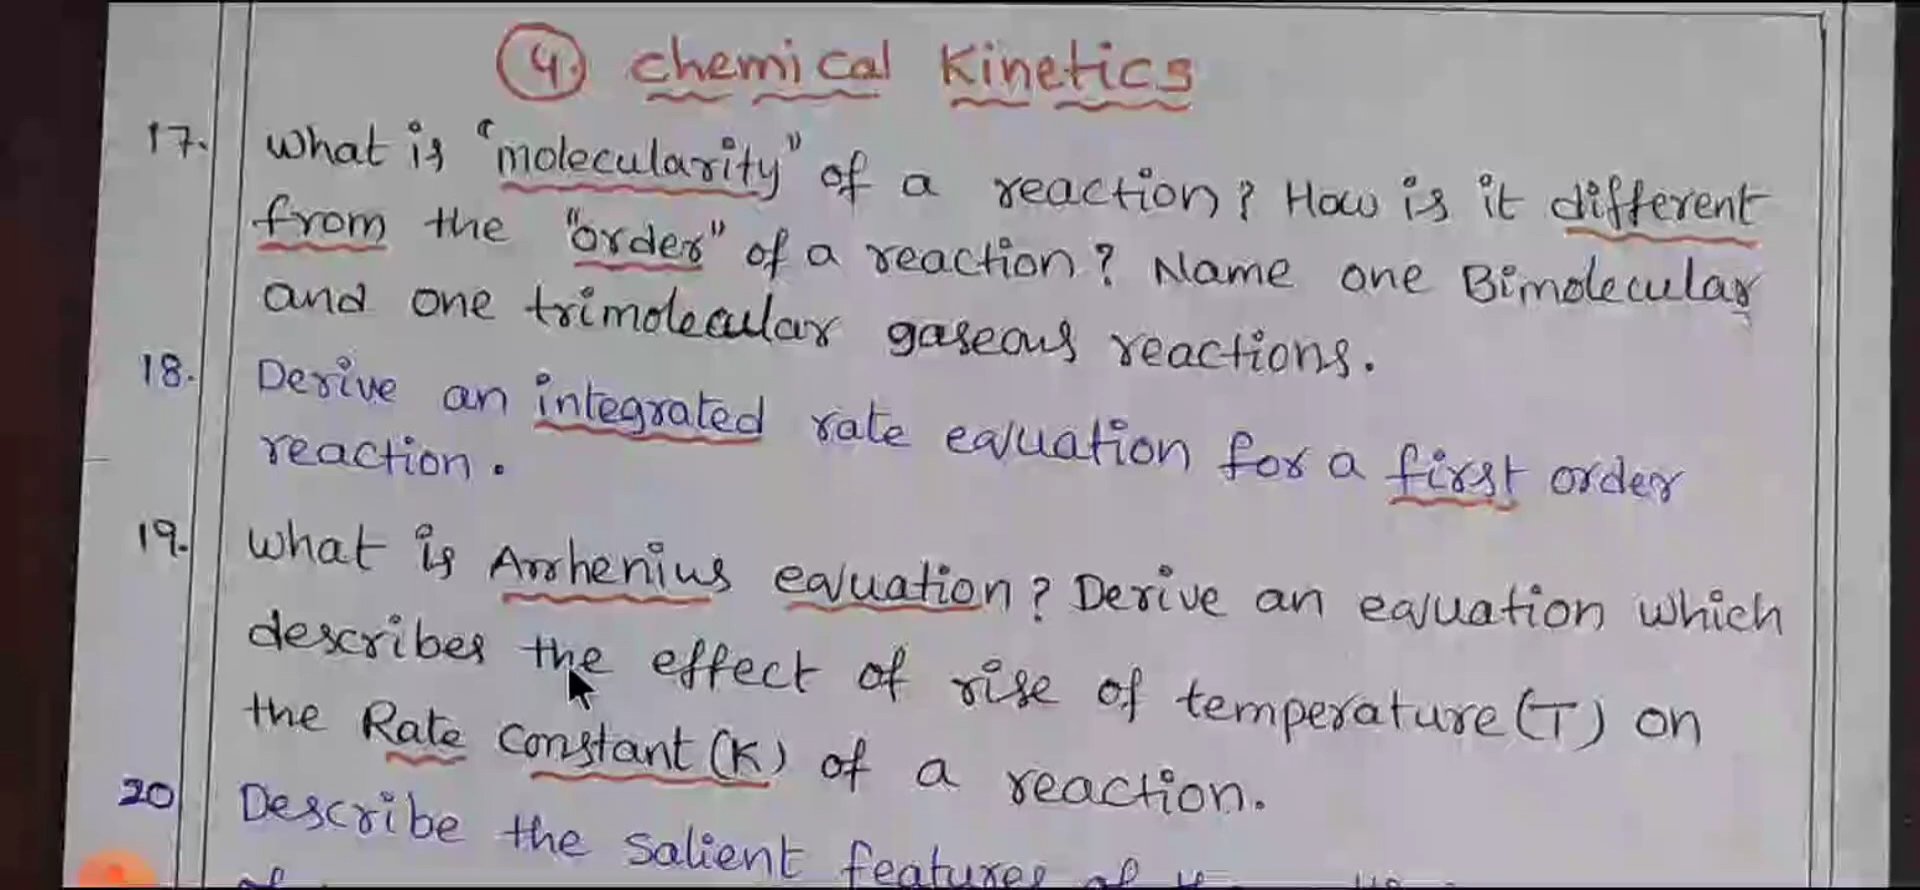 4. Chemical Kinetics
17. What is "molecularity" of a reaction? How is it different
from the "order" of a reaction? Name one Bimolecular
and one trimolecular gaseous reactions.
18. Derive an integrated rate equation for a first order
reaction.
19. What is Arrhenius equation? Derive an equation which
describes the effect of rise of temperature (T) on
the Rate Constant (K) of a reaction.
20 Describe the salient features of
of